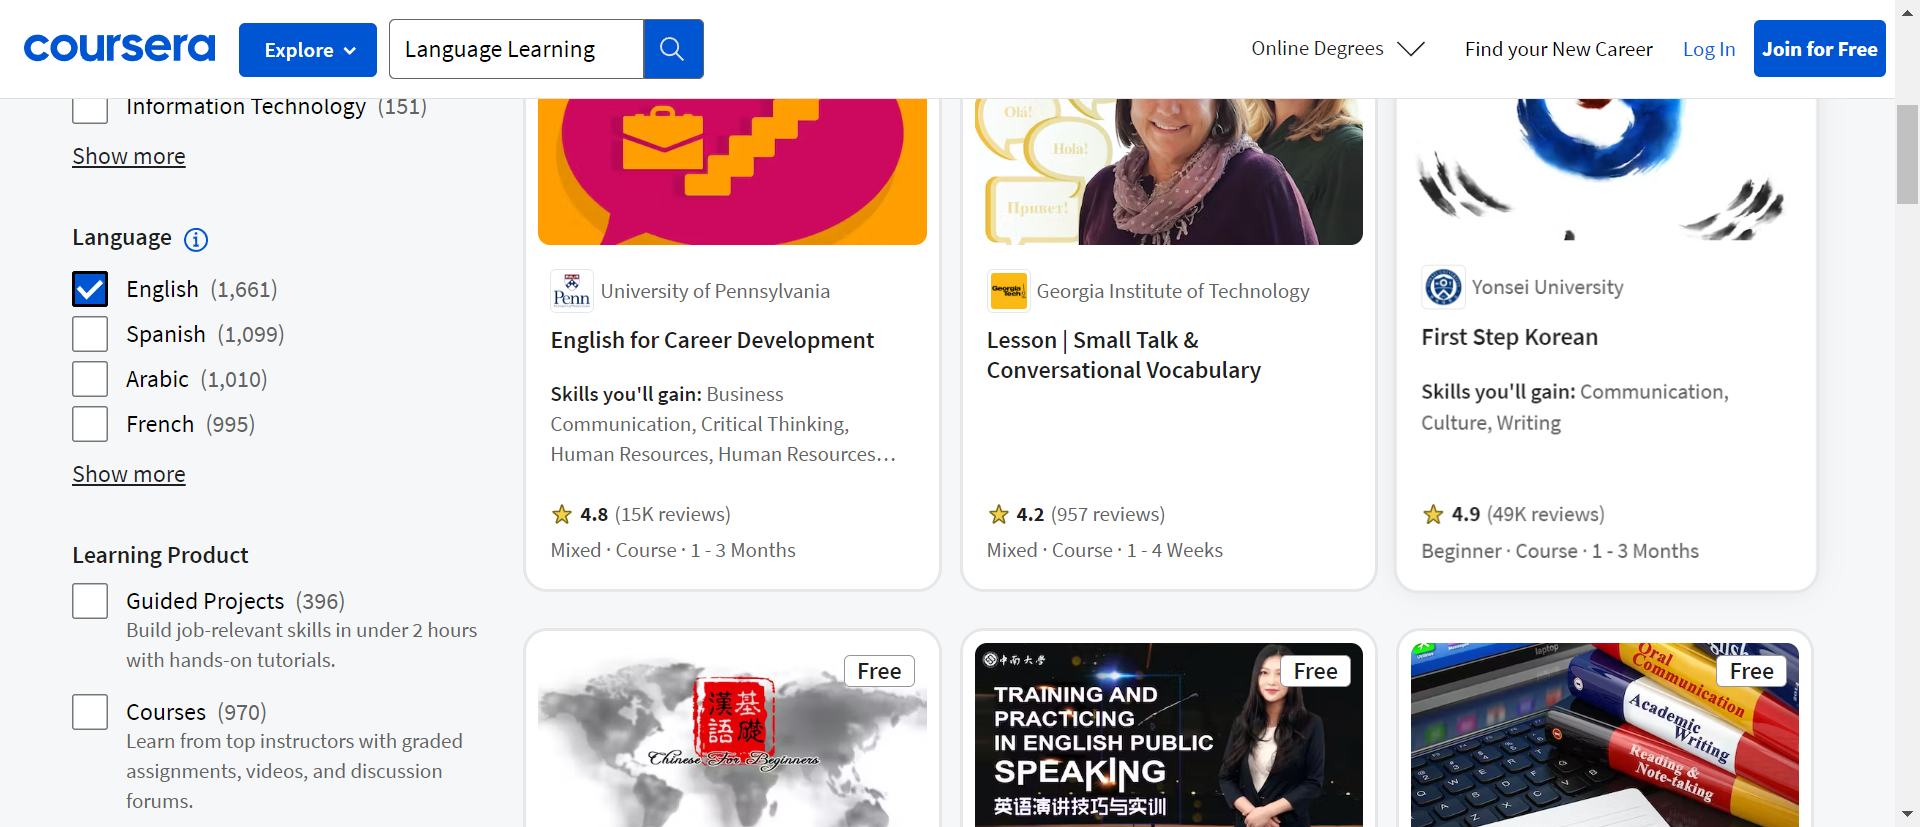 coursera
Explore
Language Learning
Online Degrees
Find your New Career
Log In
Join for Free
Information Technology (151)
Show more
Language
English (1,661)
Spanish (1,099)
Arabic (1,010)
French (995)
Show more
Learning Product
Guided Projects (396)
Build job-relevant skills in under 2 hours
with hands-on tutorials.
Courses (970)
Learn from top instructors with graded
assignments, videos, and discussion
forums.
Penn
University of Pennsylvania
English for Career Development
Skills you'll gain: Business
Communication, Critical Thinking,
Human Resources, Human Resources…
4.8 (15K reviews)
Mixed · Course · 1 - 3 Months
Olá!
Hola!
Привет!
Georgia
Tech
Georgia Institute of Technology
Lesson | Small Talk &
Conversational Vocabulary
4.2 (957 reviews)
Mixed · Course · 1 - 4 Weeks
Yonsei University
First Step Korean
Skills you'll gain: Communication,
Culture, Writing
4.9 (49K reviews)
Beginner · Course · 1 - 3 Months
Free
漢基
語礎
Chinese For Beginners
中南大学
Free
TRAINING AND
PRACTICING
IN ENGLISH PUBLIC
SPEAKING
英语演讲技巧与实训
laptop
Free
Oral
Communication
Academic
Writing
Reading &
Note-taking